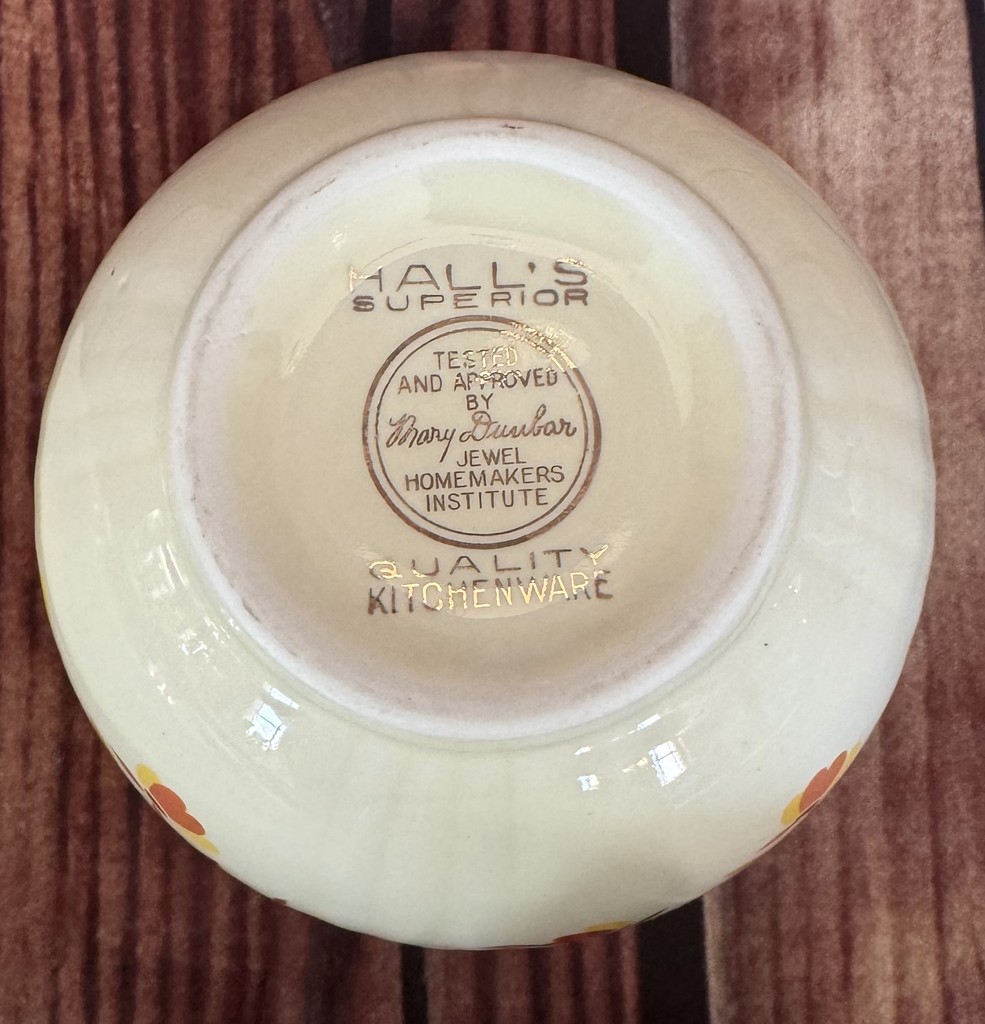 HALL'S
SUPERIOR
TESTED
AND APPROVED
BY
Mary Dunbar
JEWEL
HOMEMAKERS
INSTITUTE
QUALITY
KITCHENWARE